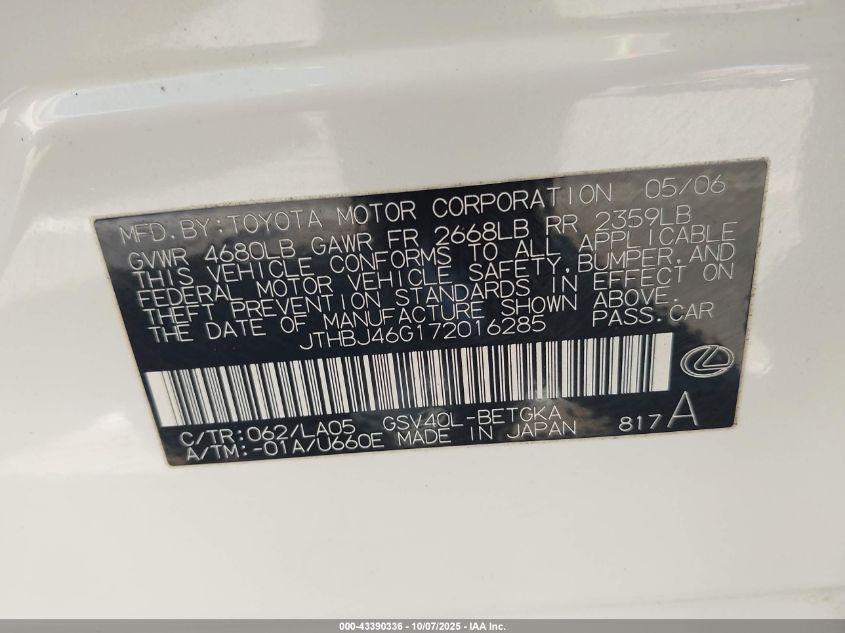 MFD. BY: TOYOTA MOTOR CORPORATION 05/06
GVWR 4680LB GAWR FR 2668LB RR 2359LB
THIS VEHICLE CONFORMS TO ALL APPLICABLE
FEDERAL MOTOR VEHICLE SAFETY, BUMPER, AND
THEFT PREVENTION STANDARDS IN EFFECT ON
THE DATE OF MANUFACTURE SHOWN ABOVE.
JTHBJ46G172016285 PASS. CAR
C/TR: 062/LA05 GSV40L-BETGKA
A/TM: -01A/U660E MADE IN JAPAN 817A
000-43390336 - 10/07/2025 - IAA Inc.